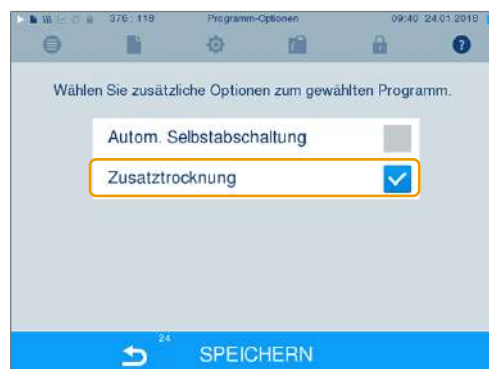 376 : 118 Programm-Optionen 09:40 24.01.2018
Wählen Sie zusätzliche Optionen zum gewählten Programm.
Autom. Selbstabschaltung
Zusatztrocknung
24
SPEICHERN